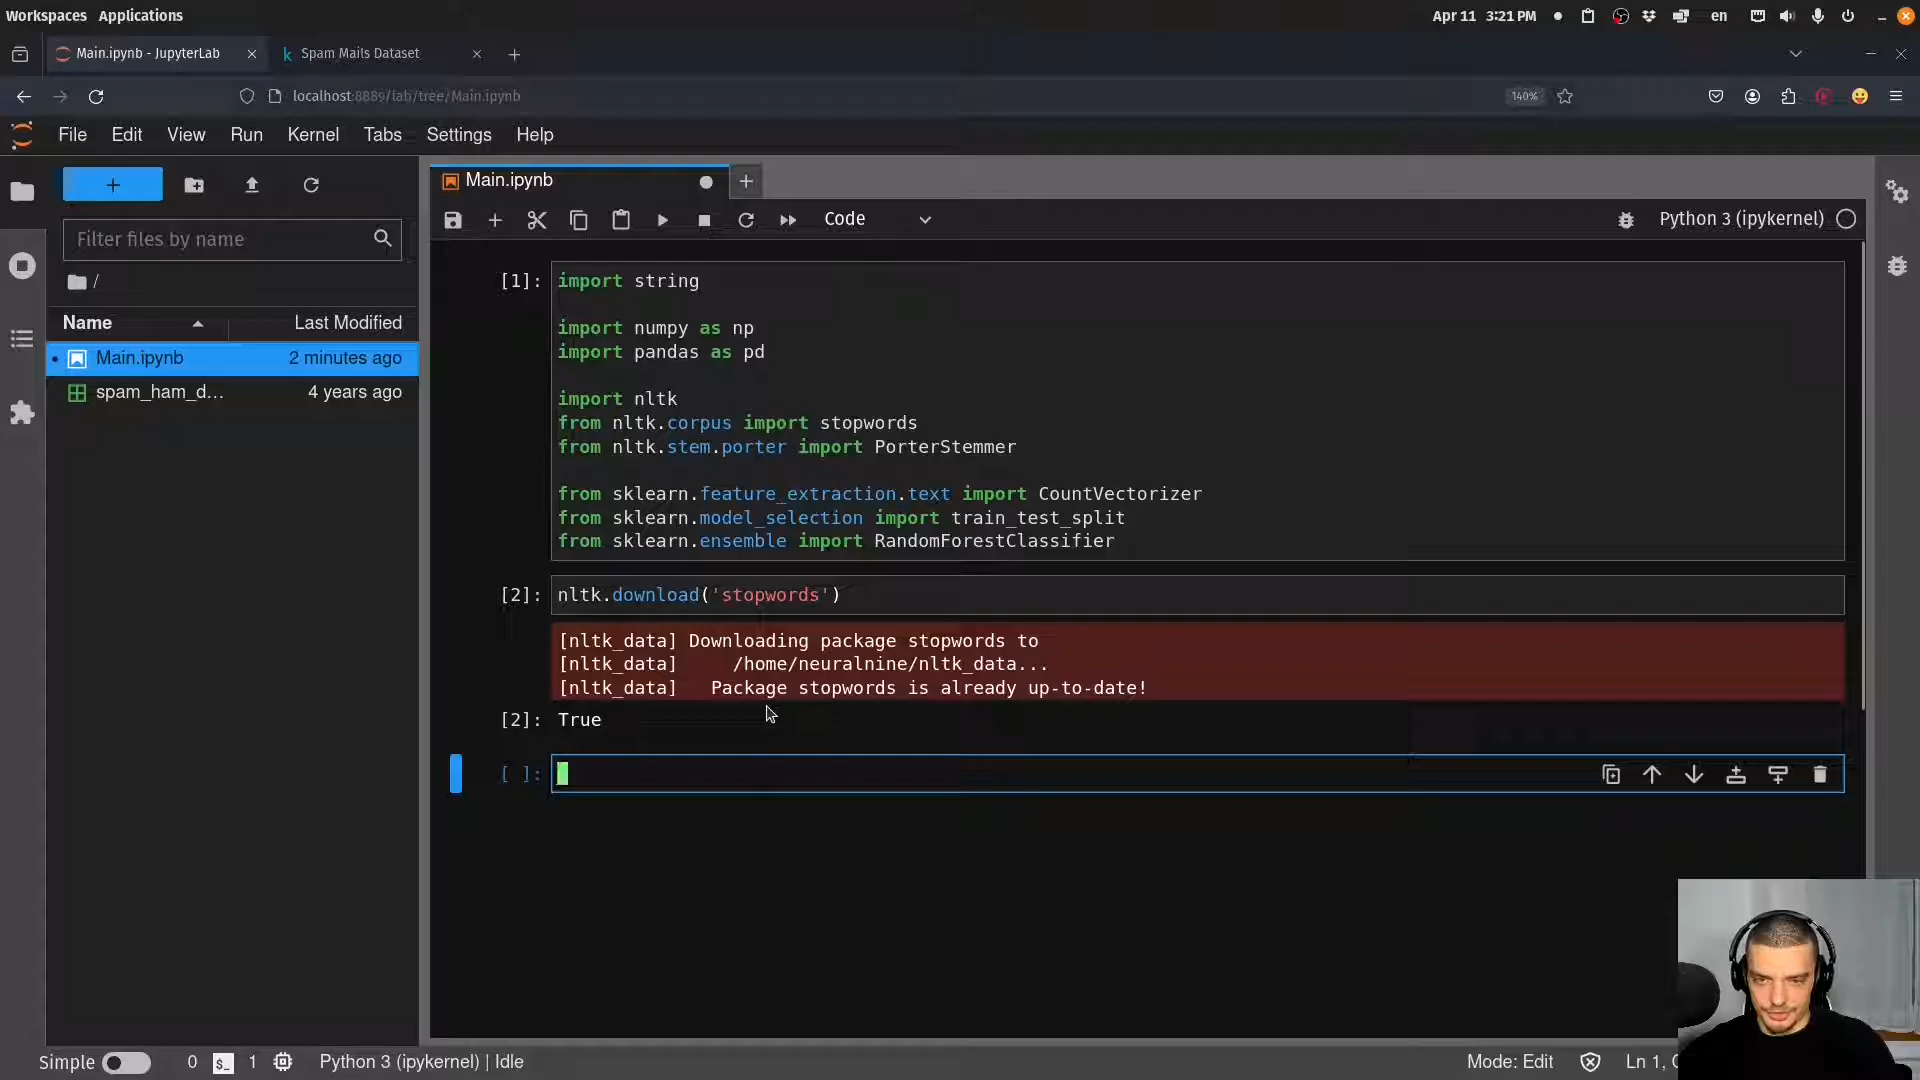 Workspaces Applications
Apr 11 3:21 PM
en
Main.ipynb - JupyterLab
Spam Mails Dataset
localhost:8889/lab/tree/Main.ipynb
140%
File Edit View Run Kernel Tabs Settings Help
Main.ipynb
Code
Python 3 (ipykernel)
Filter files by name
/
Name Last Modified
Main.ipynb 2 minutes ago
spam_ham_d... 4 years ago
[1]: import string
import numpy as np
import pandas as pd
import nltk
from nltk.corpus import stopwords
from nltk.stem.porter import PorterStemmer
from sklearn.feature_extraction.text import CountVectorizer
from sklearn.model_selection import train_test_split
from sklearn.ensemble import RandomForestClassifier
[2]: nltk.download('stopwords')
[nltk_data] Downloading package stopwords to
[nltk_data]     /home/neuralnine/nltk_data...
[nltk_data]   Package stopwords is already up-to-date!
[2]: True
[ ]:
Simple 0 $_ 1 Python 3 (ipykernel) | Idle
Mode: Edit Ln 1,